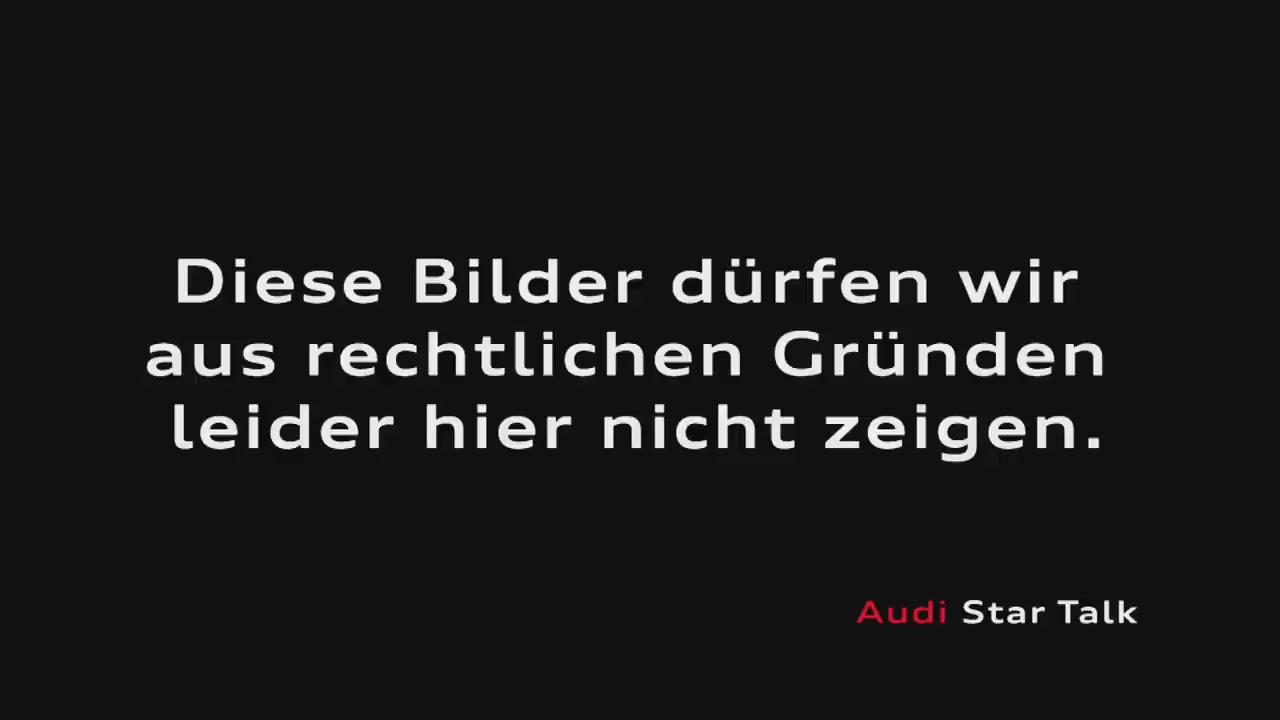 Diese Bilder dürfen wir
aus rechtlichen Gründen
leider hier nicht zeigen.
Audi Star Talk